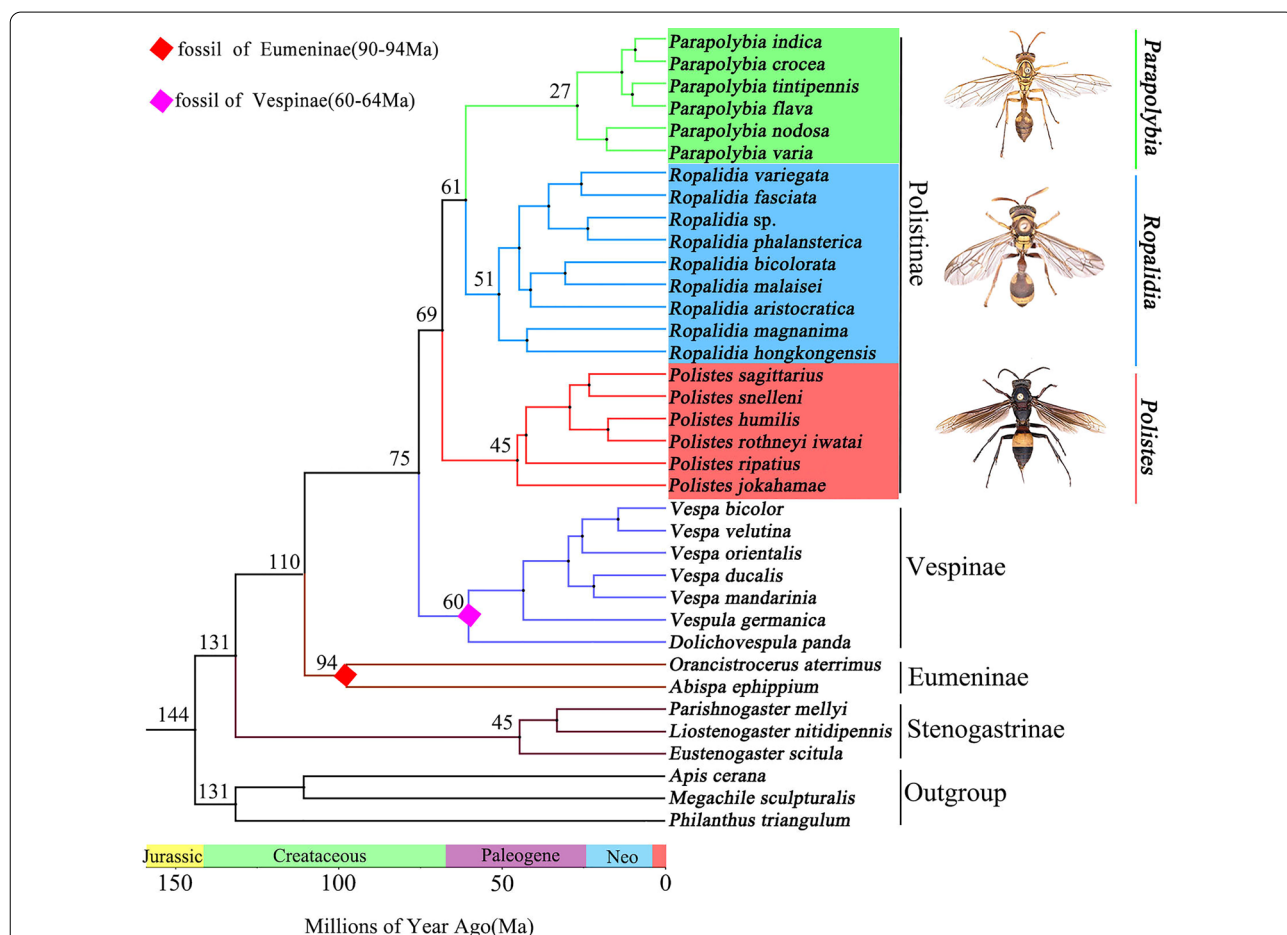 fossil of Eumeninae(90-94Ma)
fossil of Vespinae(60-64Ma)
Parapolybia indica
Parapolybia crocea
Parapolybia tintipennis
Parapolybia flava
Parapolybia nodosa
Parapolybia varia
Ropalidia variegata
Ropalidia fasciata
Ropalidia sp.
Ropalidia phalansterica
Ropalidia bicolorata
Ropalidia malaisei
Ropalidia aristocratica
Ropalidia magnanima
Ropalidia hongkongensis
Polistes sagittarius
Polistes snelleni
Polistes humilis
Polistes rothneyi iwatai
Polistes ripatius
Polistes jokahamae
Vespa bicolor
Vespa velutina
Vespa orientalis
Vespa ducalis
Vespa mandarinia
Vespula germanica
Dolichovespula panda
Orancistrocerus aterrimus
Abispa ephippium
Parishnogaster mellyi
Liostenogaster nitidipennis
Eustenogaster scitula
Apis cerana
Megachile sculpturalis
Philanthus triangulum
27
61
51
69
45
75
60
110
94
131
45
144
131
Polistinae
Vespinae
Eumeninae
Stenogastrinae
Outgroup
Parapolybia
Ropalidia
Polistes
Jurassic Creataceous Paleogene Neo
150 100 50 0
Millions of Year Ago(Ma)